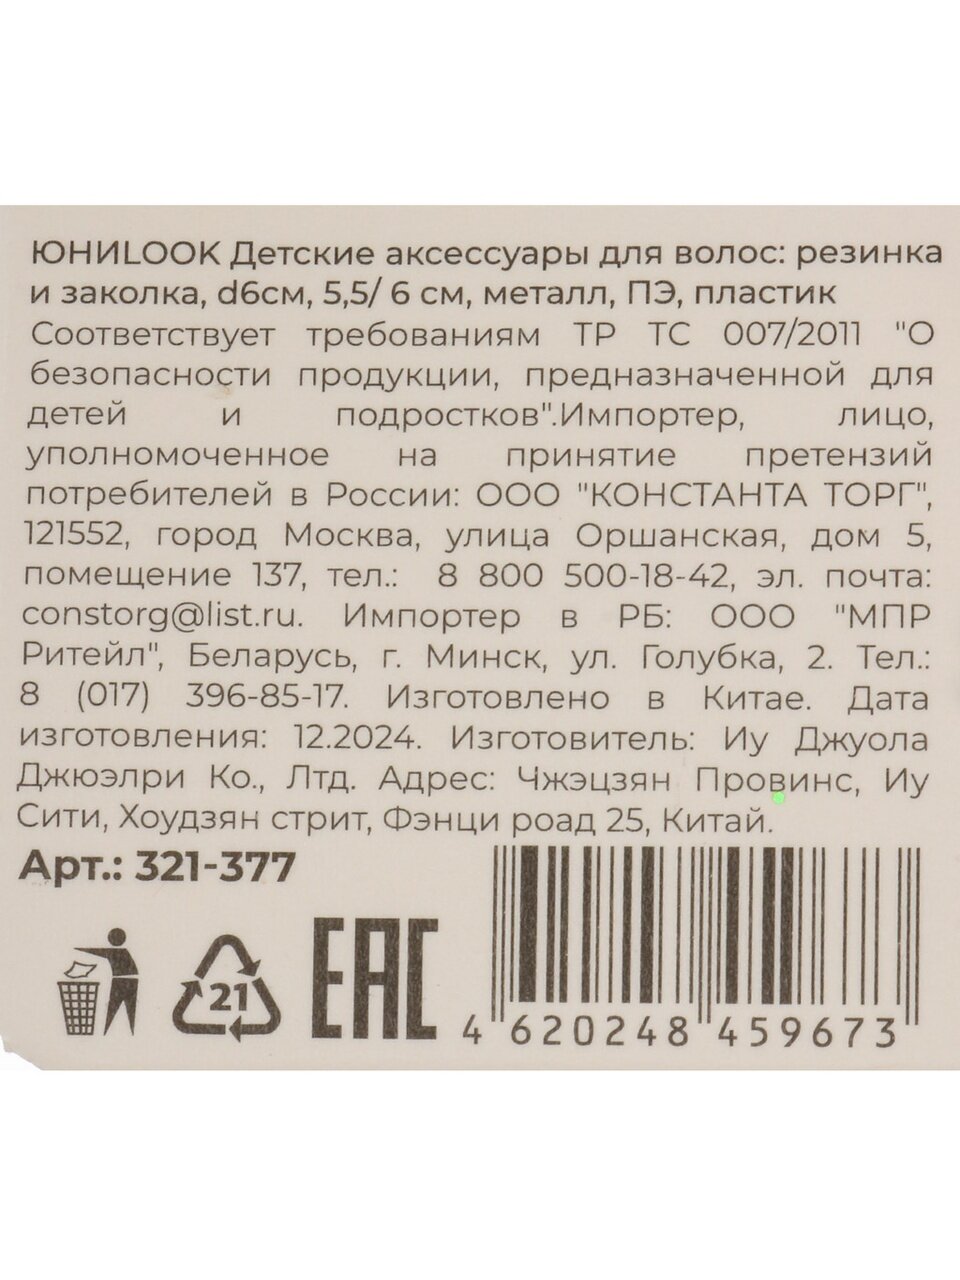 ЮНИLOOK Детские аксессуары для волос: резинка
и заколка, d6см, 5,5/ 6 см, металл, ПЭ, пластик
Соответствует требованиям ТР ТС 007/2011 "О
безопасности продукции, предназначенной для
детей и подростков".Импортер, лицо,
уполномоченное на принятие претензий
потребителей в России: ООО "КОНСТАНТА ТОРГ",
121552, город Москва, улица Оршанская, дом 5,
помещение 137, тел.: 8 800 500-18-42, эл. почта:
constorg@list.ru. Импортер в РБ: ООО "МПР
Ритейл", Беларусь, г. Минск, ул. Голубка, 2. Тел.:
8 (017) 396-85-17. Изготовлено в Китае. Дата
изготовления: 12.2024. Изготовитель: Иу Джуола
Джюэлри Ко., Лтд. Адрес: Чжэцзян Провинс, Иу
Сити, Хоудзян стрит, Фэнци роад 25, Китай.
Арт.: 321-377
21 EAC
4 620248 459673